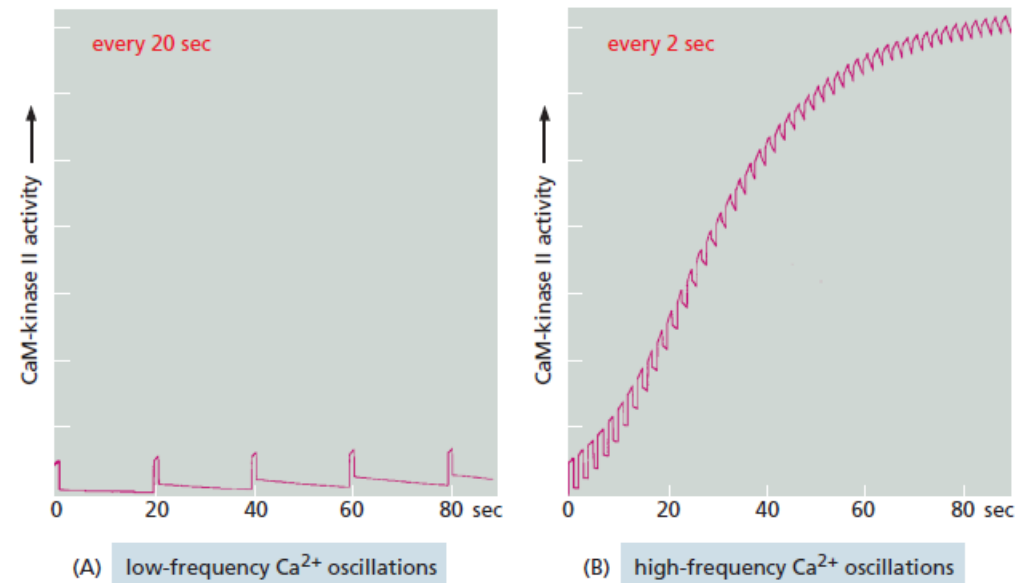 every 20 sec
CaM-kinase II activity
0 20 40 60 80 sec
(A) low-frequency Ca²⁺ oscillations
every 2 sec
CaM-kinase II activity
0 20 40 60 80 sec
(B) high-frequency Ca²⁺ oscillations